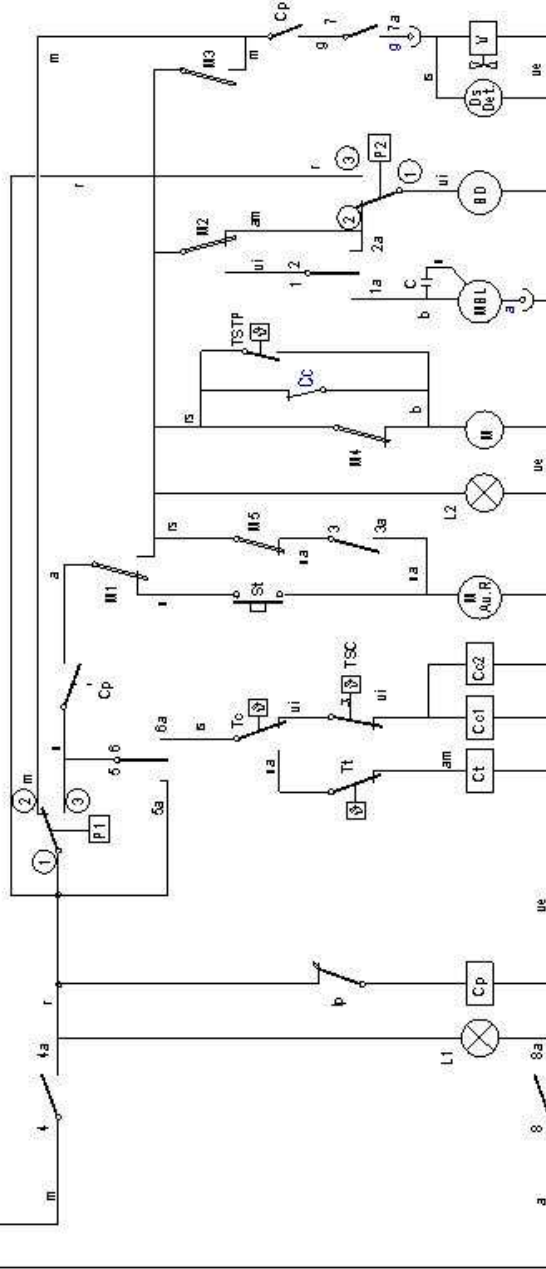 m
4
4a
r
1
2
3
m
P1
a
r
m
Cp
5
6
M1
M3
m
5a
6a
rs
rs
M2
TSTP
Cp
Tc
St
M5
Cc
ui
1
2
am
3
g
7
ui
TSC
3
P2
Tt
M4
2a
2
1
7a
g
Ip
ui
3a
b
1a
b
C
ui
am
L1
L2
Cp
Ct
Cc1
Cc2
M
Au.R
M
MBL
BD
Ds
Det
V
a
a
8
8a
ue
ue
ue